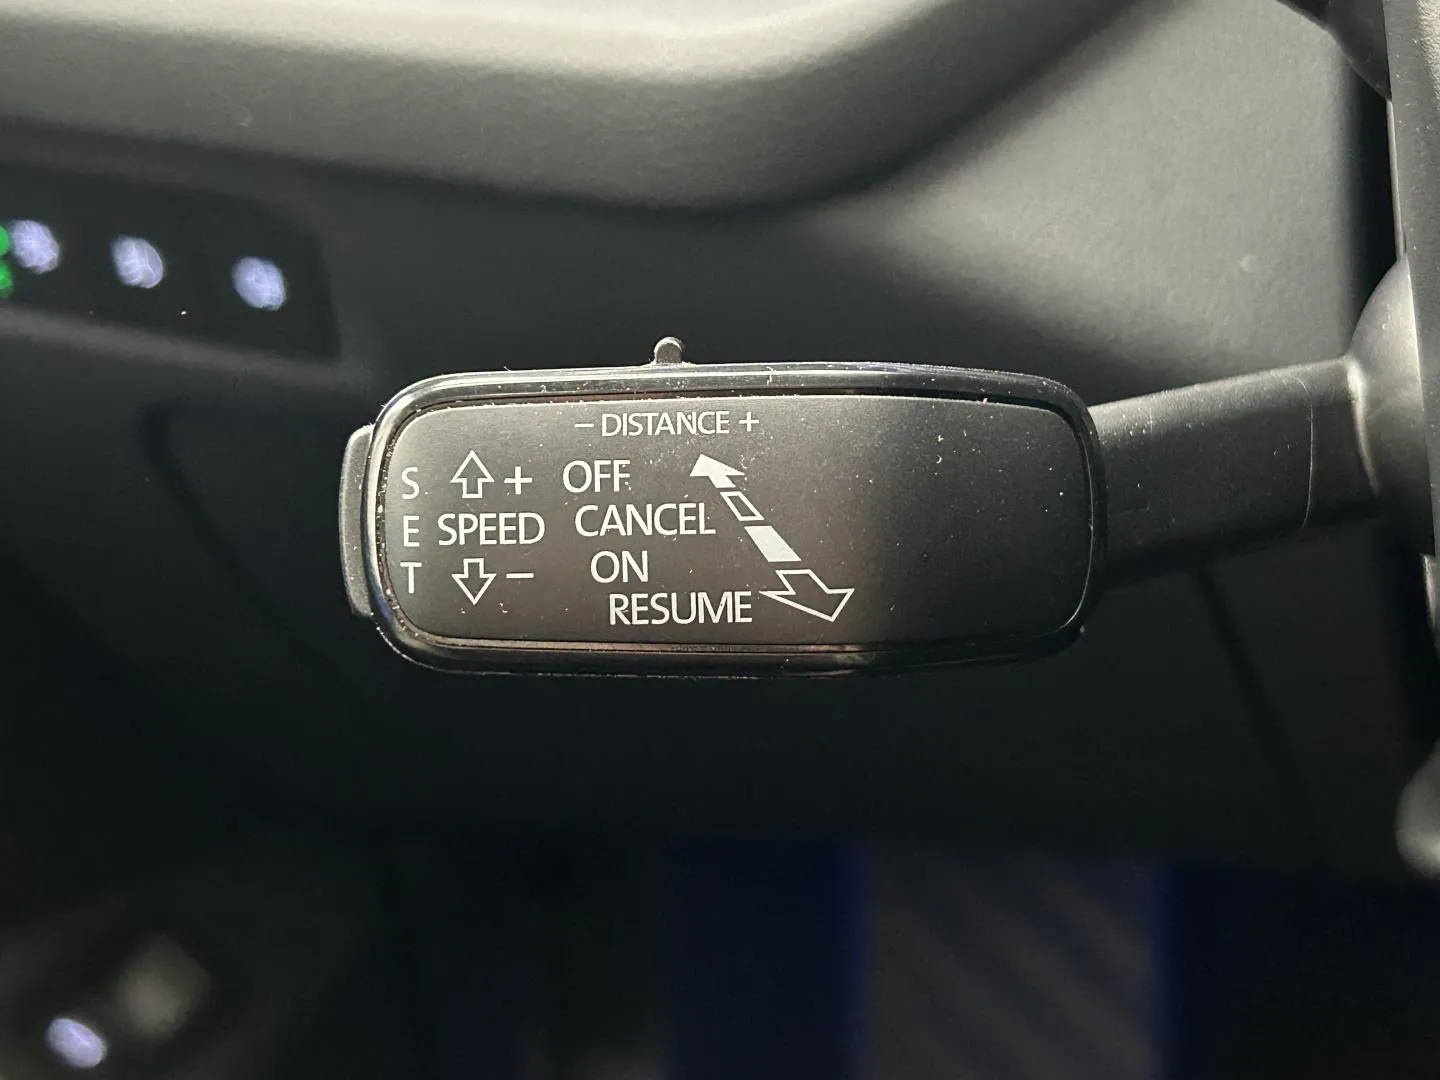 − DISTANCE +
S + OFF
E SPEED CANCEL
T − ON
RESUME